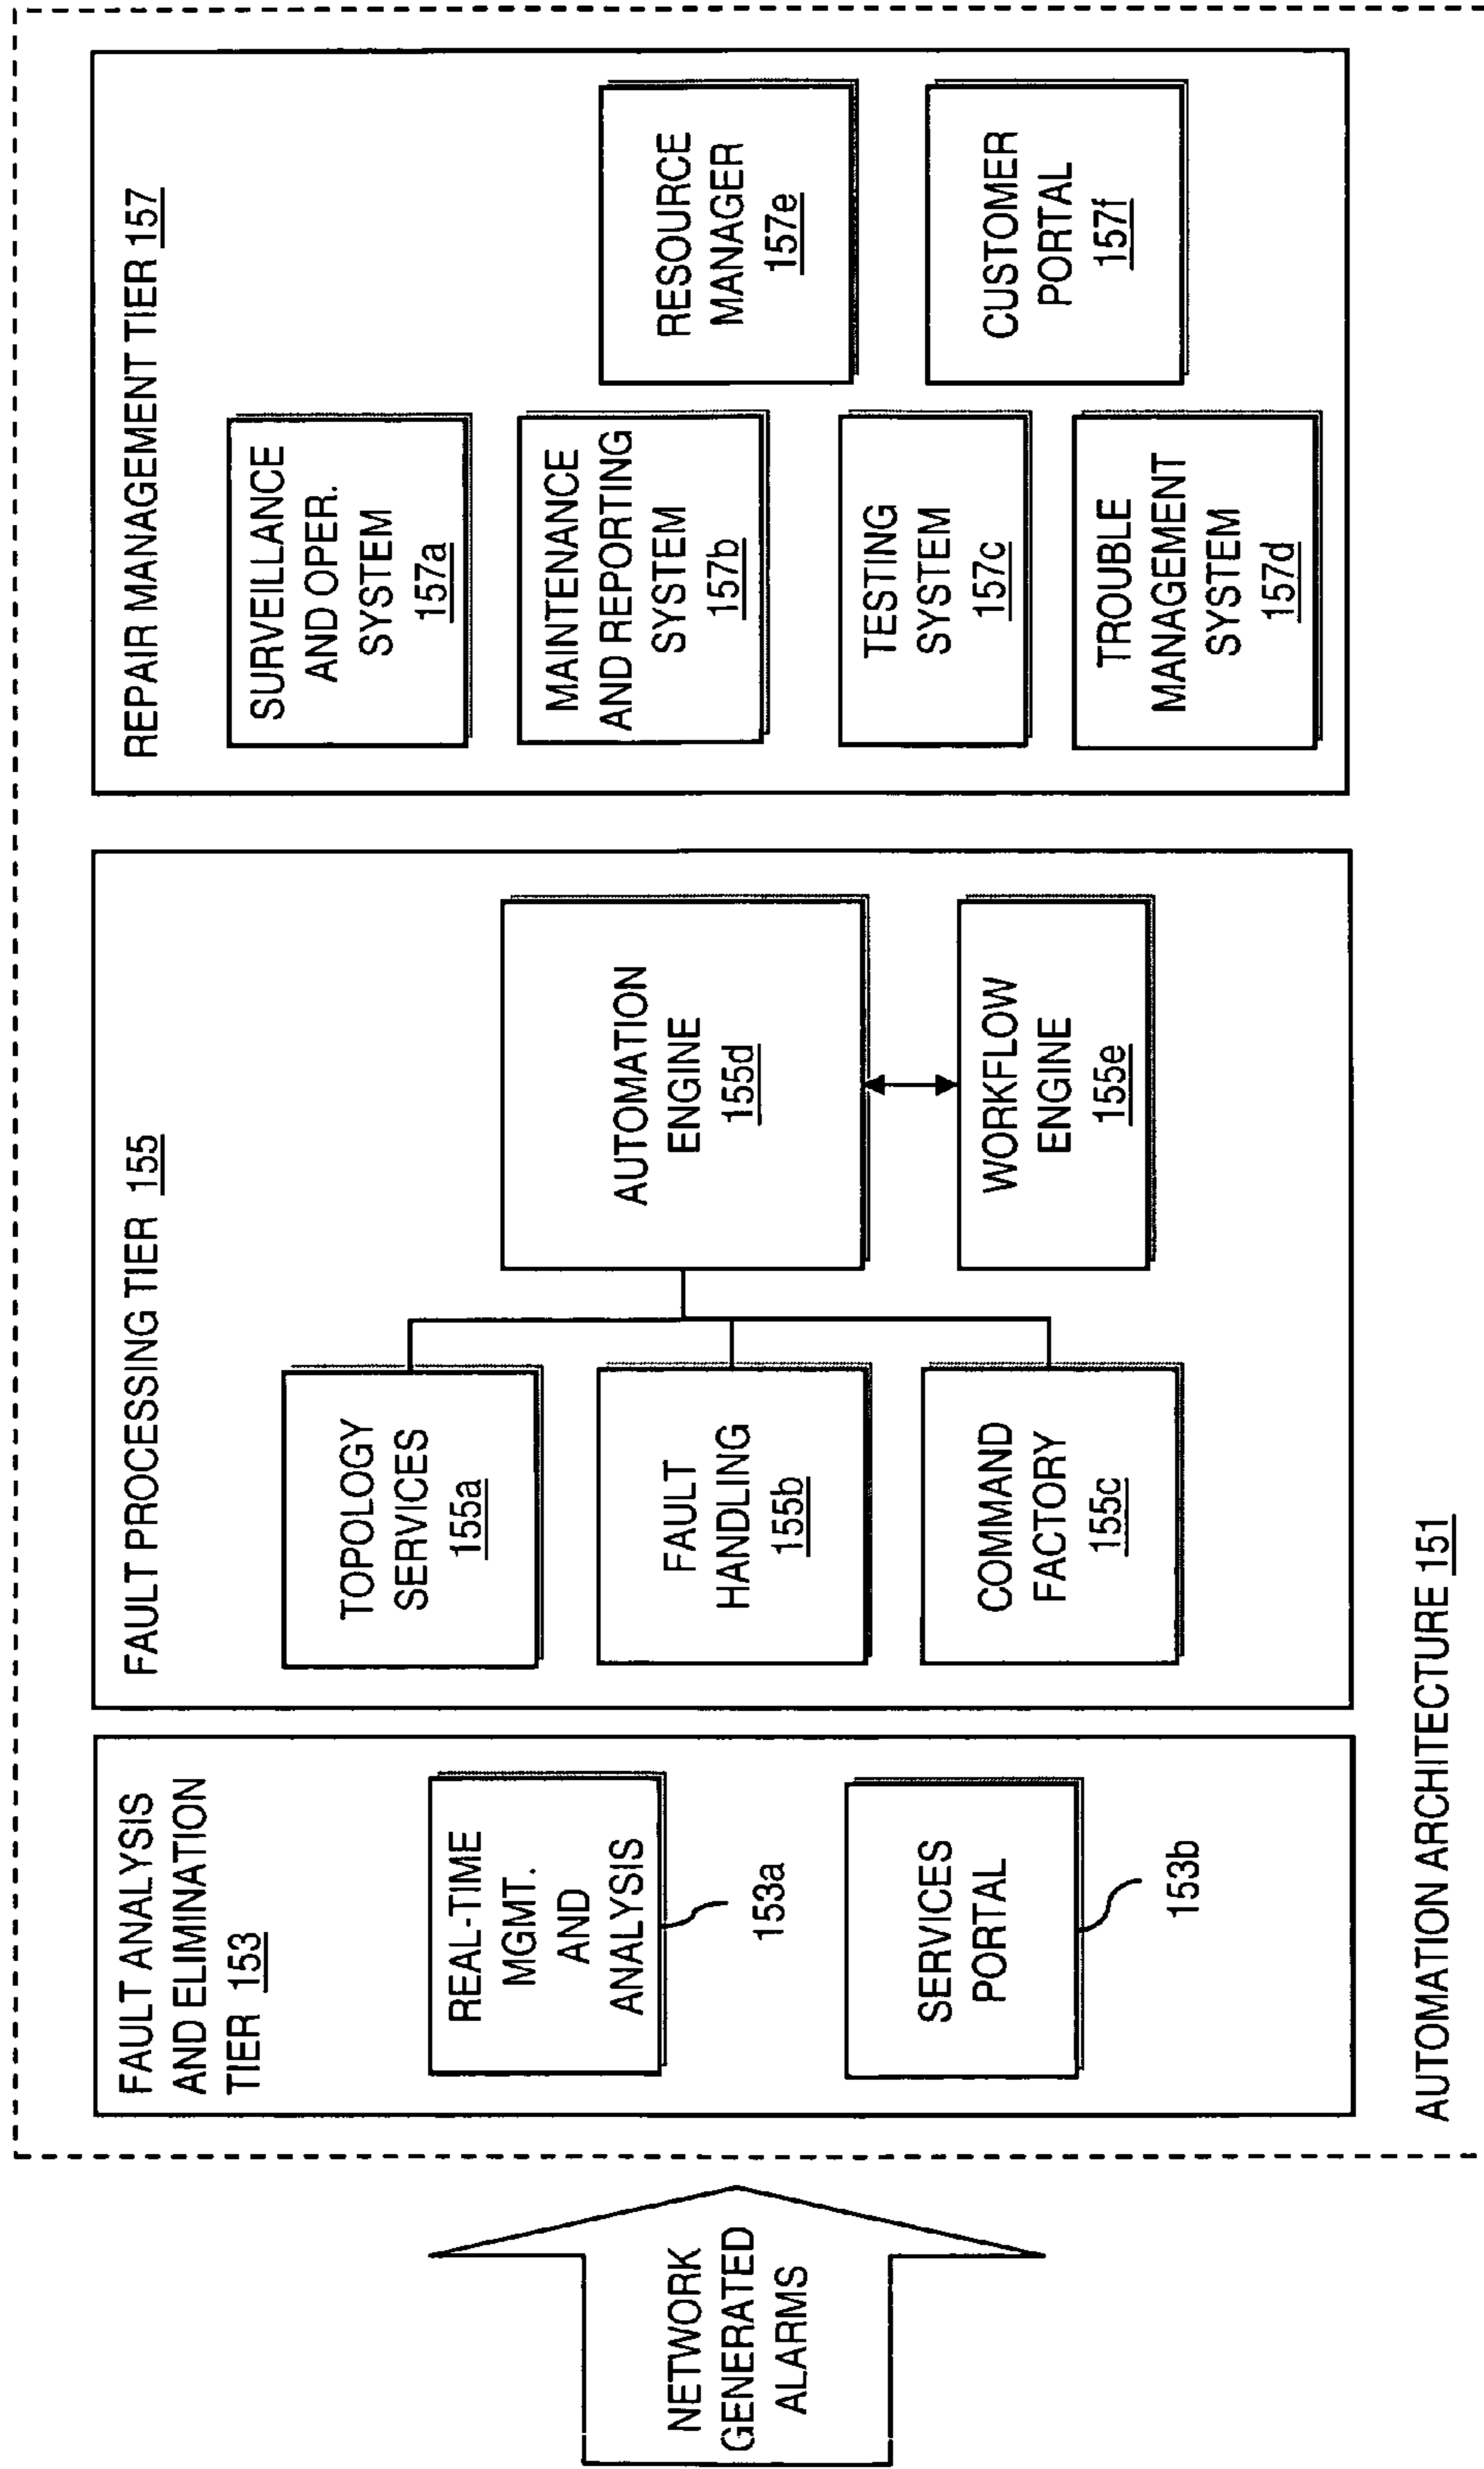 NETWORK
GENERATED
ALARMS
FAULT ANALYSIS
AND ELIMINATION
TIER 153
REAL-TIME
MGMT.
AND
ANALYSIS
153a
SERVICES
PORTAL
153b
FAULT PROCESSING TIER 155
TOPOLOGY
SERVICES
155a
FAULT
HANDLING
155b
COMMAND
FACTORY
155c
AUTOMATION
ENGINE
155d
WORKFLOW
ENGINE
155e
REPAIR MANAGEMENT TIER 157
SURVEILLANCE
AND OPER.
SYSTEM
157a
MAINTENANCE
AND REPORTING
SYSTEM
157b
TESTING
SYSTEM
157c
TROUBLE
MANAGEMENT
SYSTEM
157d
RESOURCE
MANAGER
157e
CUSTOMER
PORTAL
157f
AUTOMATION ARCHITECTURE 151